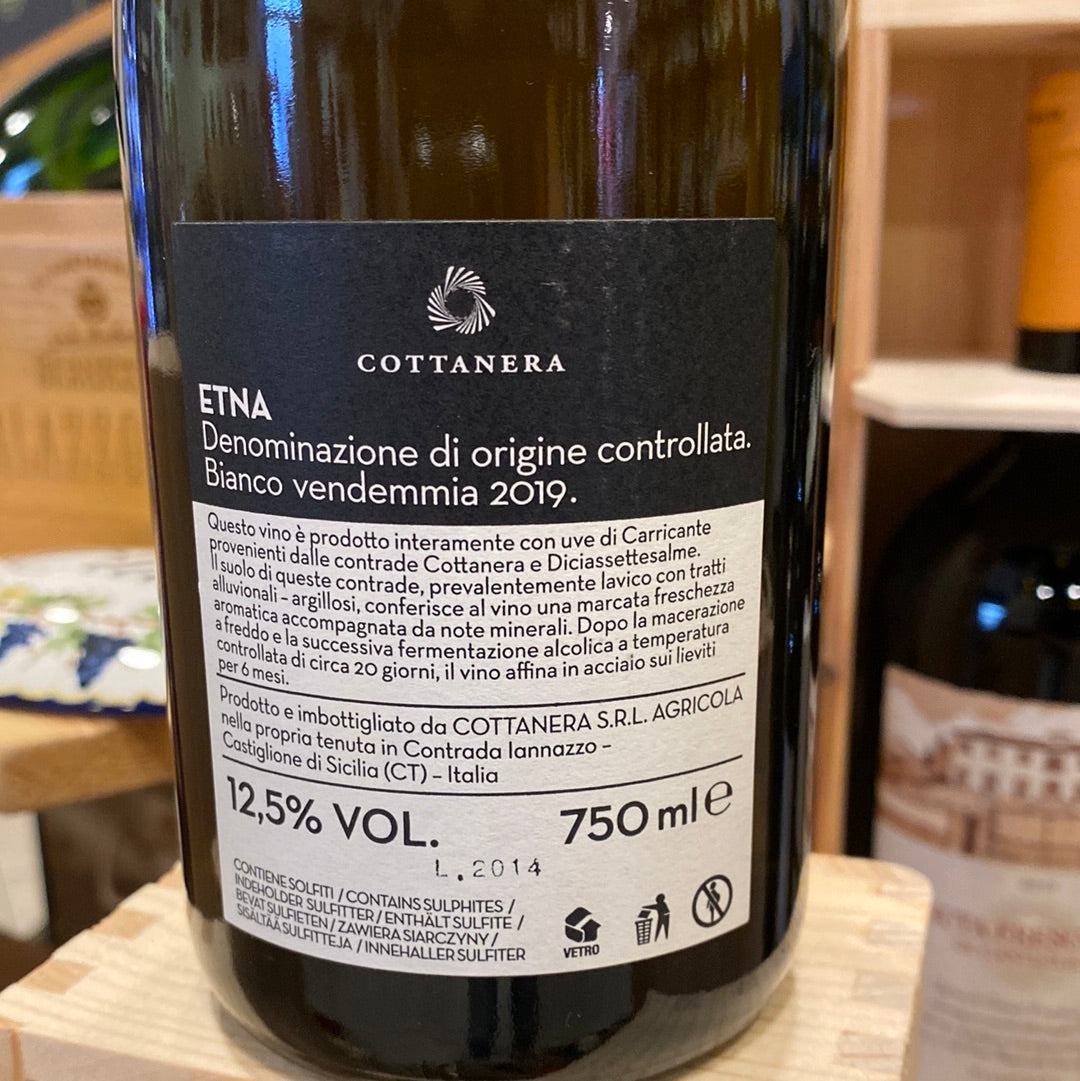 COTTANERA
ETNA
Denominazione di origine controllata.
Bianco vendemmia 2019.
Questo vino è prodotto interamente con uve di Carricante
provenienti dalle contrade Cottanera e Diciassettesalme.
Il suolo di queste contrade, prevalentemente lavico con tratti
alluvionali - argillosi, conferisce al vino una marcata freschezza
aromatica accompagnata da note minerali. Dopo la macerazione
a freddo e la successiva fermentazione alcolica a temperatura
controllata di circa 20 giorni, il vino affina in acciaio sui lieviti
per 6 mesi.
Prodotto e imbottigliato da COTTANERA S.R.L. AGRICOLA
nella propria tenuta in Contrada Iannazzo –
Castiglione di Sicilia (CT) – Italia
12,5% VOL. 750 ml e
L.2014
CONTIENE SOLFITI / CONTAINS SULPHITES /
INDEHOLDER SULFITTER / ENTHÄLT SULFITE /
BEVAT SULFIETEN / ZAWIERA SIARCZYNY /
SISÄLTÄÄ SULFITTEJA / INNEHALLER SULFITER
VETRO